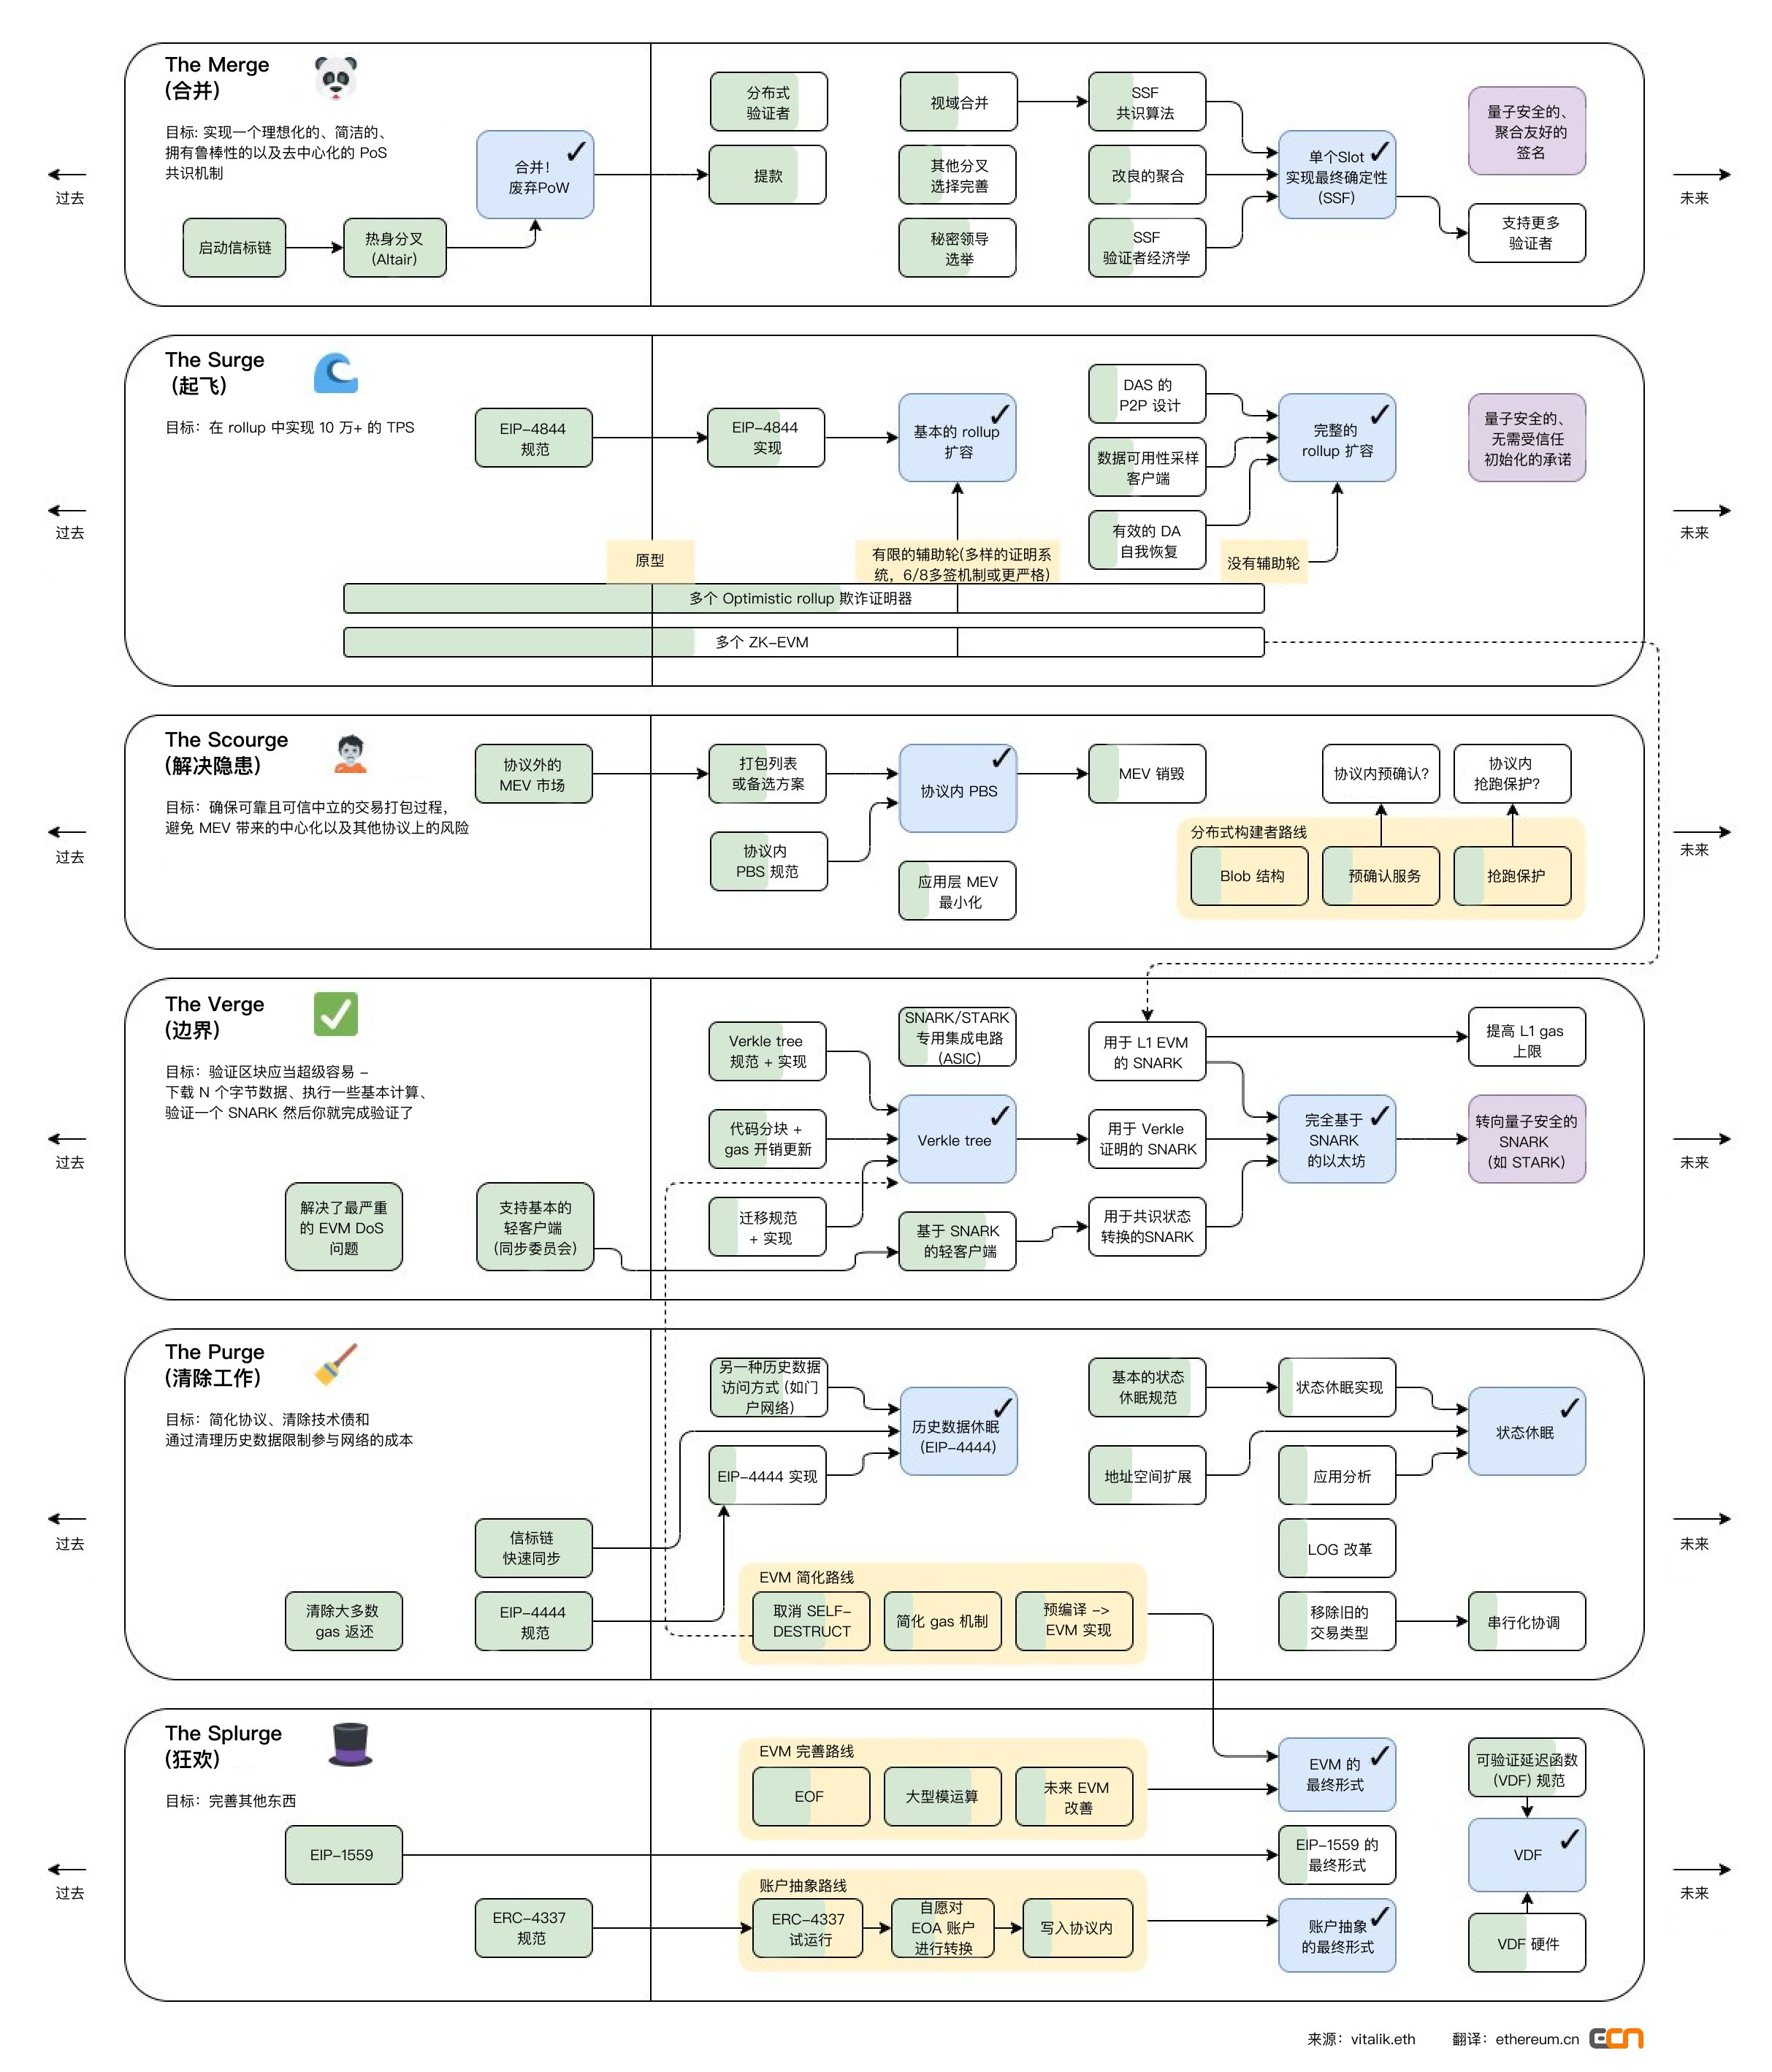 The Merge
(合并)
目标: 实现一个理想化的、简洁的、
拥有鲁棒性的以及去中心化的 PoS
共识机制
过去
启动信标链
热身分叉
(Altair)
合并!
废弃PoW
分布式
验证者
提款
视域合并
其他分叉
选择完善
秘密领导
选举
SSF
共识算法
改良的聚合
SSF
验证者经济学
单个Slot
实现最终确定性
(SSF)
量子安全的、
聚合友好的
签名
支持更多
验证者
未来
The Surge
(起飞)
目标：在 rollup 中实现 10 万+ 的 TPS
过去
EIP-4844
规范
EIP-4844
实现
基本的 rollup
扩容
DAS 的
P2P 设计
数据可用性采样
客户端
有效的 DA
自我恢复
完整的
rollup 扩容
量子安全的、
无需受信任
初始化的承诺
未来
原型
有限的辅助轮(多样的证明系
统，6/8多签机制或更严格)
没有辅助轮
多个 Optimistic rollup 欺诈证明器
多个 ZK-EVM
The Scourge
(解决隐患)
目标：确保可靠且可信中立的交易打包过程，
避免 MEV 带来的中心化以及其他协议上的风险
过去
协议外的
MEV 市场
打包列表
或备选方案
协议内
PBS 规范
协议内 PBS
应用层 MEV
最小化
MEV 销毁
协议内预确认?
协议内
抢跑保护?
分布式构建者路线
Blob 结构
预确认服务
抢跑保护
未来
The Verge
(边界)
目标：验证区块应当超级容易 –
下载 N 个字节数据、执行一些基本计算、
验证一个 SNARK 然后你就完成验证了
过去
解决了最严重
的 EVM DoS
问题
支持基本的
轻客户端
(同步委员会)
Verkle tree
规范 + 实现
代码分块 +
gas 开销更新
迁移规范
+ 实现
SNARK/STARK
专用集成电路
(ASIC)
Verkle tree
基于 SNARK
的轻客户端
用于 L1 EVM
的 SNARK
用于 Verkle
证明的 SNARK
用于共识状态
转换的SNARK
完全基于
SNARK
的以太坊
提高 L1 gas
上限
转向量子安全的
SNARK
(如 STARK)
未来
The Purge
(清除工作)
目标：简化协议、清除技术债和
通过清理历史数据限制参与网络的成本
过去
清除大多数
gas 返还
信标链
快速同步
EIP-4444
规范
另一种历史数据
访问方式 (如门
户网络)
EIP-4444 实现
历史数据休眠
(EIP-4444)
基本的状态
休眠规范
地址空间扩展
状态休眠实现
应用分析
LOG 改革
移除旧的
交易类型
状态休眠
串行化协调
EVM 简化路线
取消 SELF-
DESTRUCT
简化 gas 机制
预编译 ->
EVM 实现
未来
The Splurge
(狂欢)
目标：完善其他东西
过去
EIP-1559
ERC-4337
规范
EVM 完善路线
EOF
大型模运算
未来 EVM
改善
账户抽象路线
ERC-4337
试运行
自愿对
EOA 账户
进行转换
写入协议内
EVM 的
最终形式
EIP-1559 的
最终形式
账户抽象
的最终形式
可验证延迟函数
(VDF) 规范
VDF
VDF 硬件
未来
来源：vitalik.eth
翻译：ethereum.cn
ECN